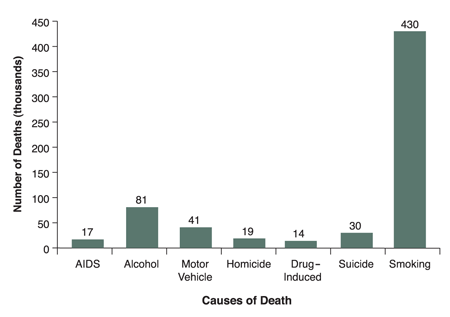 Number of Deaths (thousands)
450
400
350
300
250
200
150
100
50
0
17
81
41
19
14
30
430
AIDS
Alcohol
Motor
Vehicle
Homicide
Drug–
Induced
Suicide
Smoking
Causes of Death